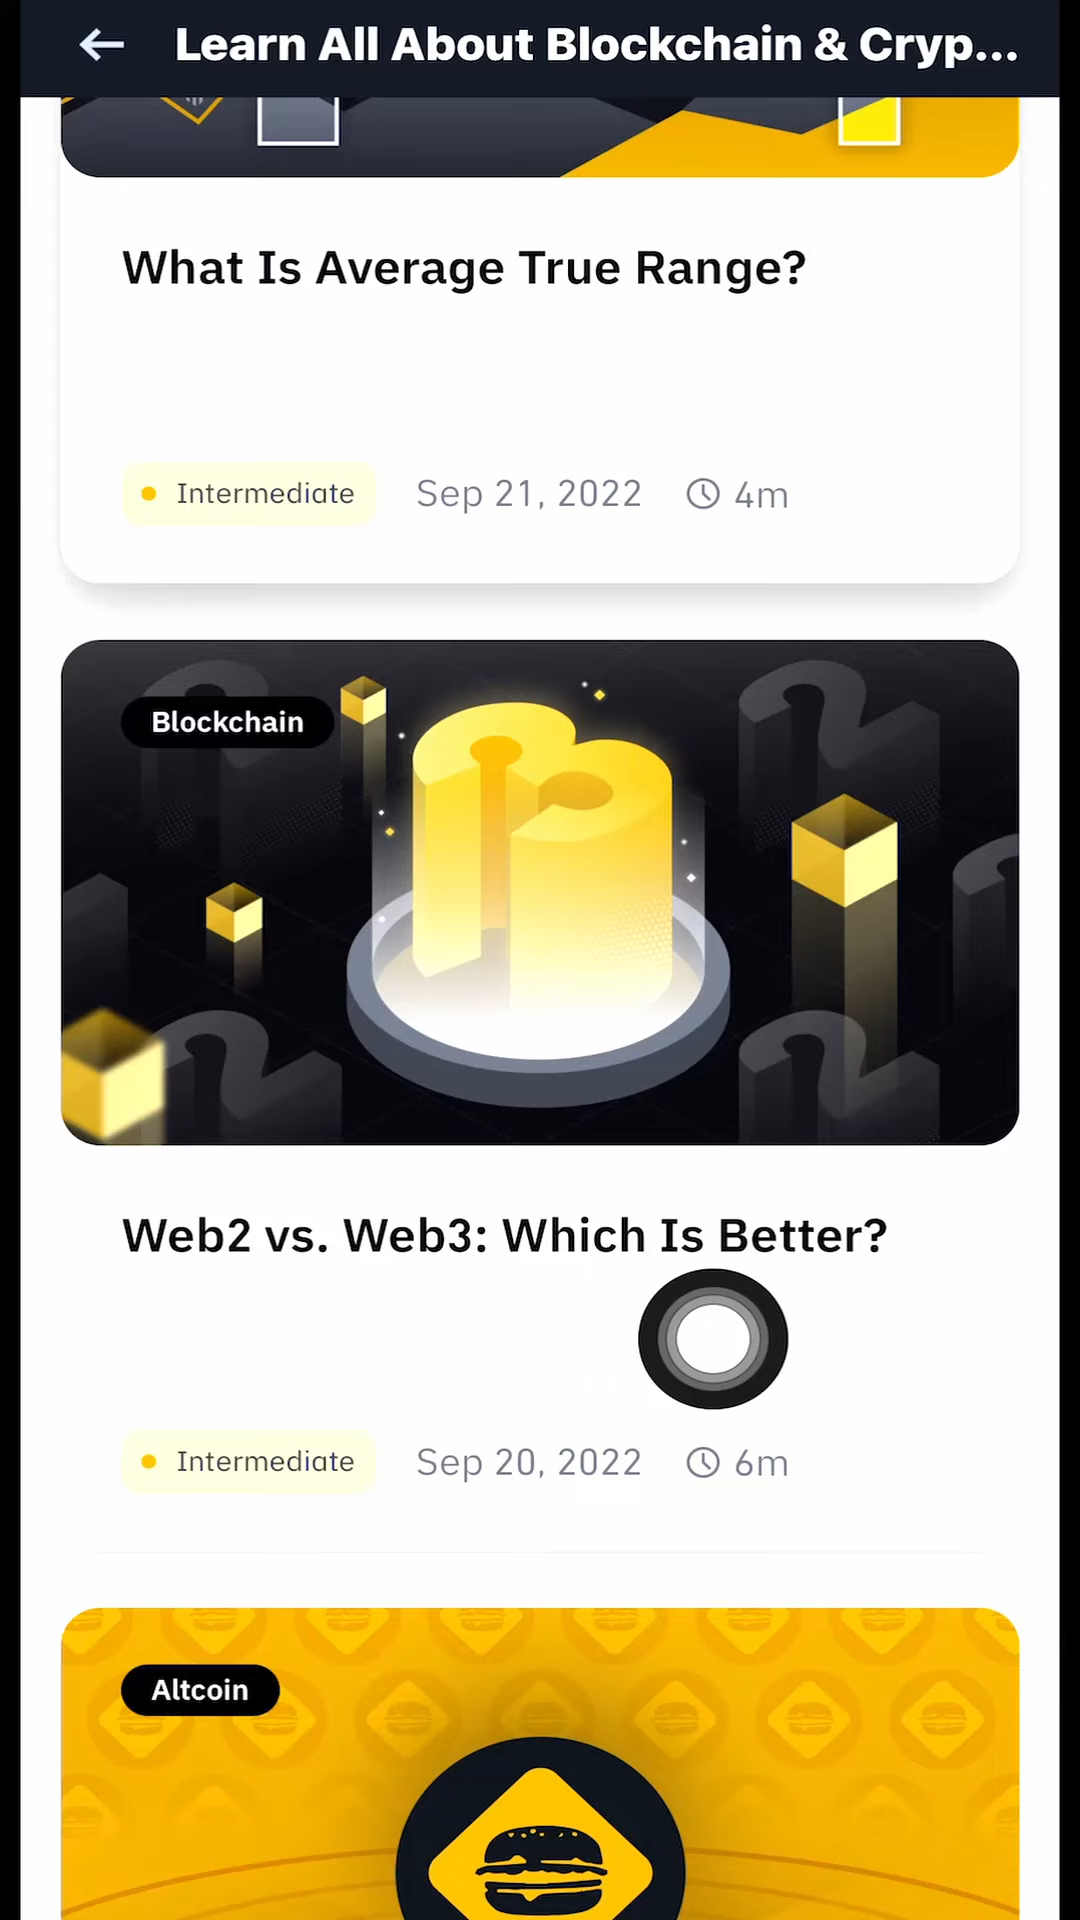 Learn All About Blockchain & Cryp...
What Is Average True Range?
Intermediate Sep 21, 2022 4m
Blockchain
Web2 vs. Web3: Which Is Better?
Intermediate Sep 20, 2022 6m
Altcoin